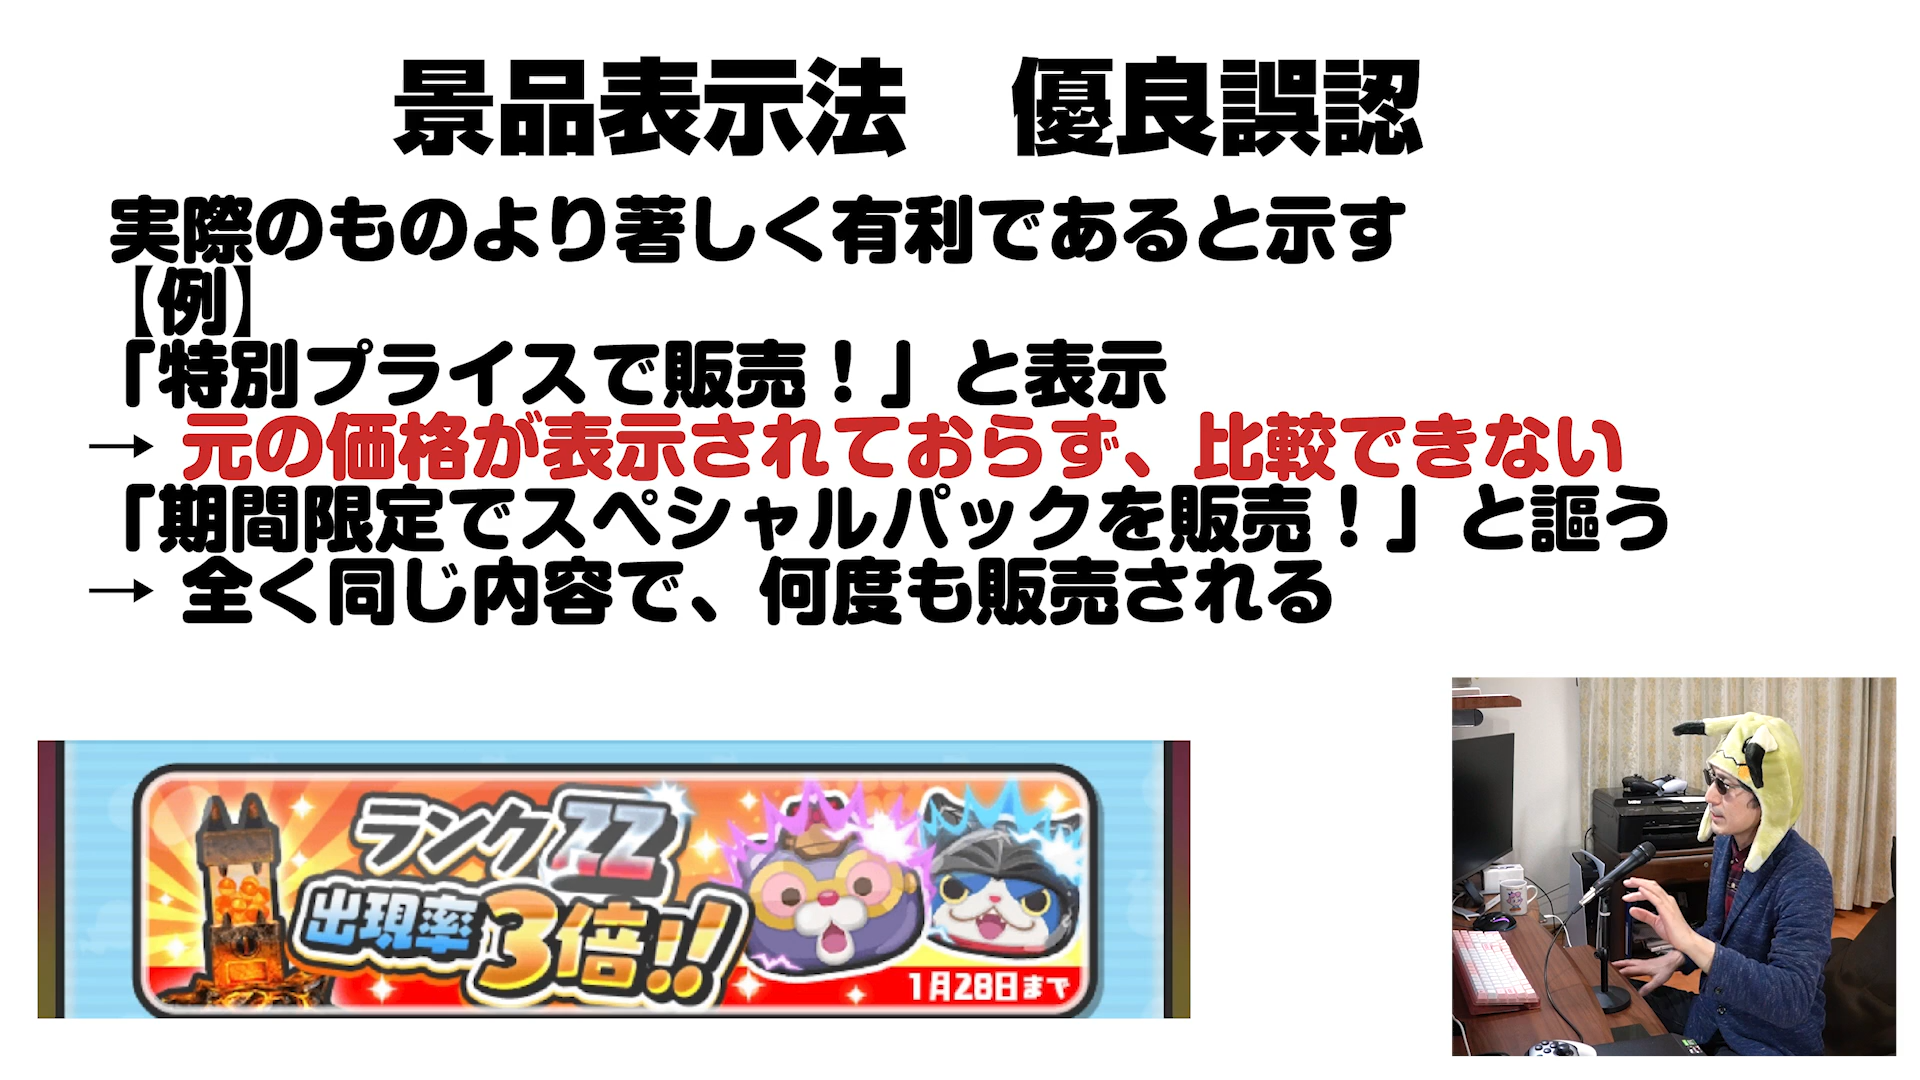 景品表示法　優良誤認
実際のものより著しく有利であると示す
【例】
「特別プライスで販売！」と表示
→ 元の価格が表示されておらず、比較できない
「期間限定でスペシャルパックを販売！」と謳う
→ 全く同じ内容で、何度も販売される
ランクZZ
出現率3倍!!
1月28日まで